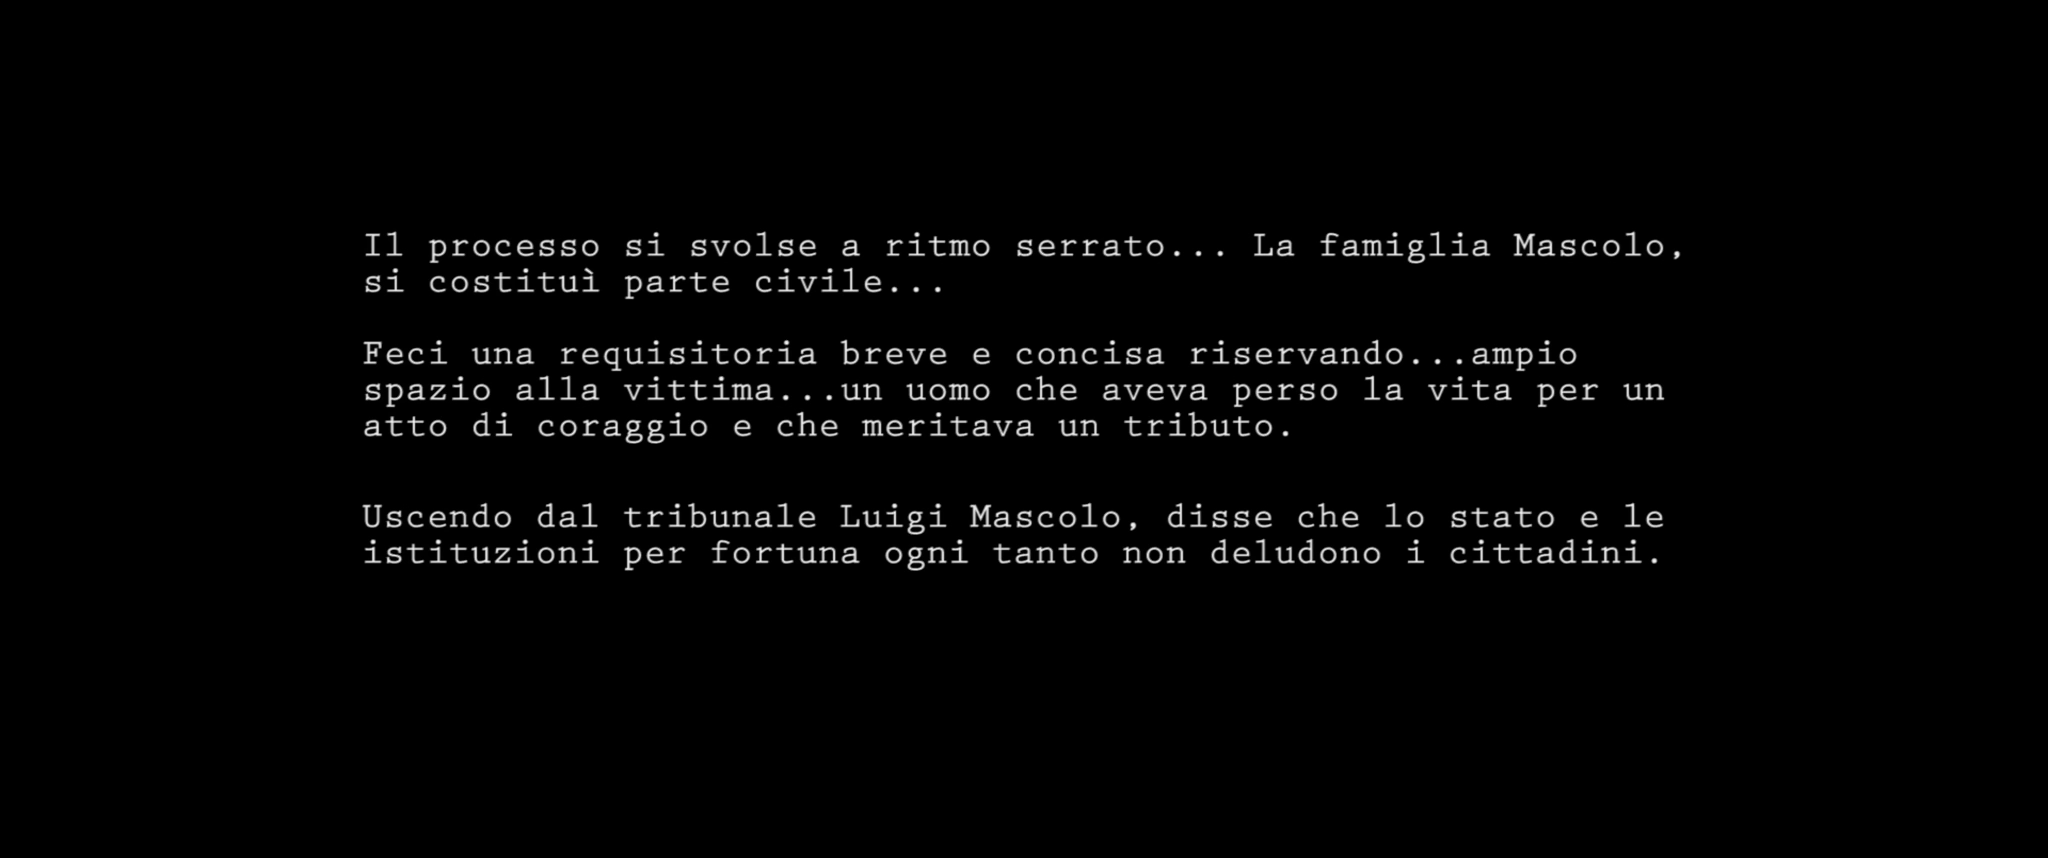 Il processo si svolse a ritmo serrato... La famiglia Mascolo,
si costituì parte civile...
Feci una requisitoria breve e concisa riservando...ampio
spazio alla vittima...un uomo che aveva perso la vita per un
atto di coraggio e che meritava un tributo.
Uscendo dal tribunale Luigi Mascolo, disse che lo stato e le
istituzioni per fortuna ogni tanto non deludono i cittadini.